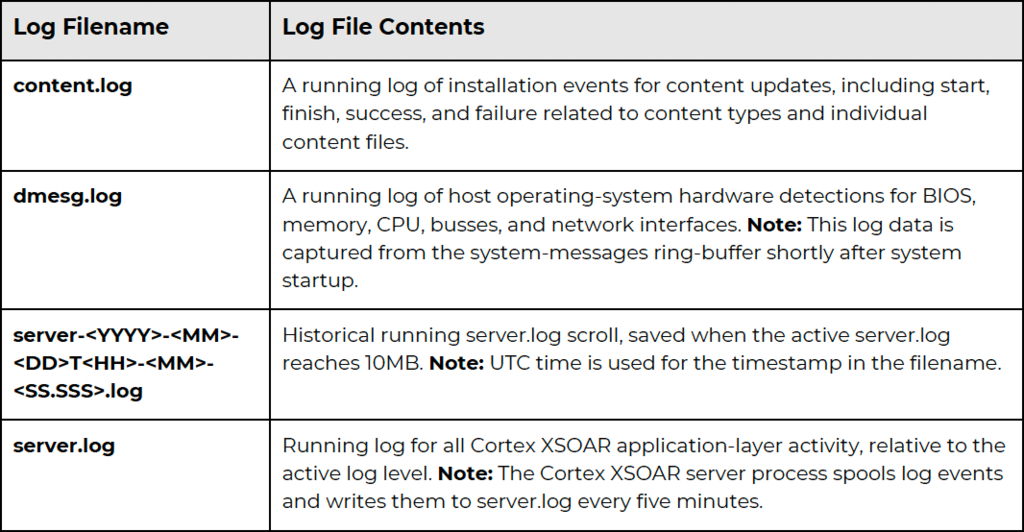 Log Filename
Log File Contents
content.log
A running log of installation events for content updates, including start,
finish, success, and failure related to content types and individual
content files.
dmesg.log
A running log of host operating-system hardware detections for BIOS,
memory, CPU, busses, and network interfaces. Note: This log data is
captured from the system-messages ring-buffer shortly after system
startup.
server-<YYYY>-<MM>-
<DD>T<HH>-<MM>-
<SS.SSS>.log
Historical running server.log scroll, saved when the active server.log
reaches 10MB. Note: UTC time is used for the timestamp in the filename.
server.log
Running log for all Cortex XSOAR application-layer activity, relative to the
active log level. Note: The Cortex XSOAR server process spools log events
and writes them to server.log every five minutes.